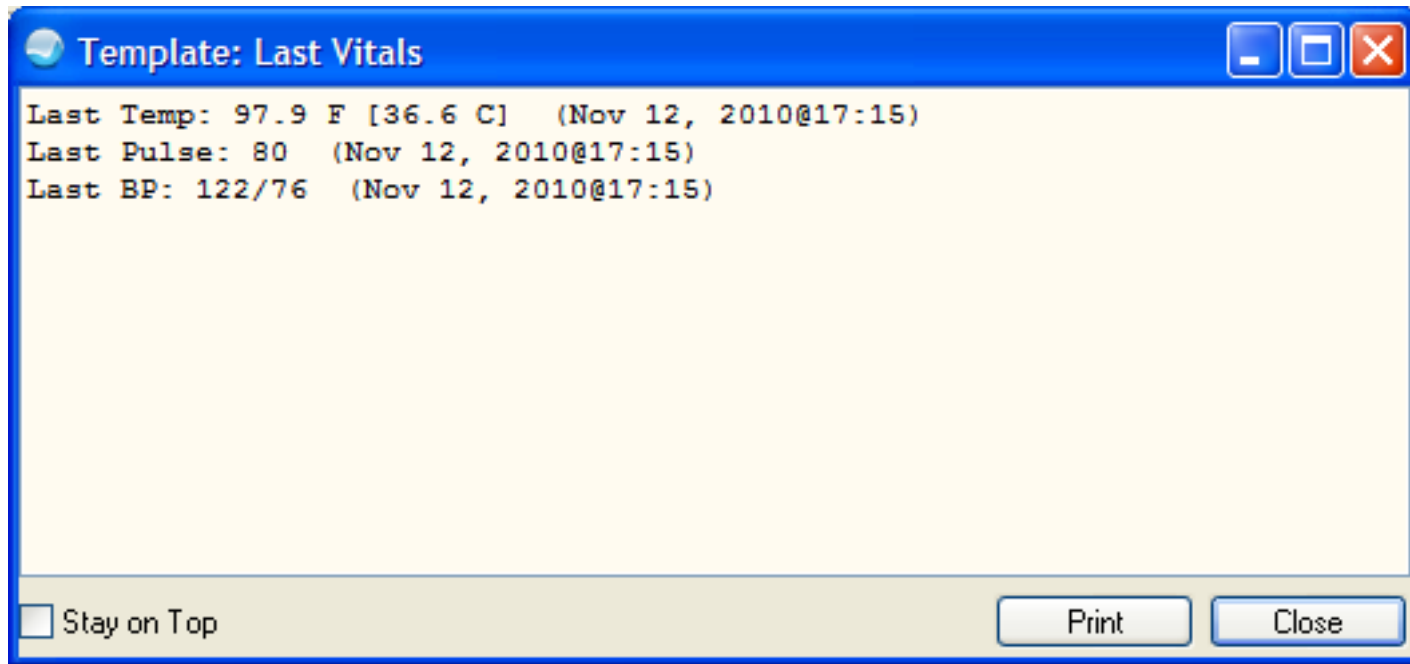 Template: Last Vitals
Last Temp: 97.9 F [36.6 C]  (Nov 12, 2010@17:15)
Last Pulse: 80  (Nov 12, 2010@17:15)
Last BP: 122/76  (Nov 12, 2010@17:15)
Stay on Top
Print
Close